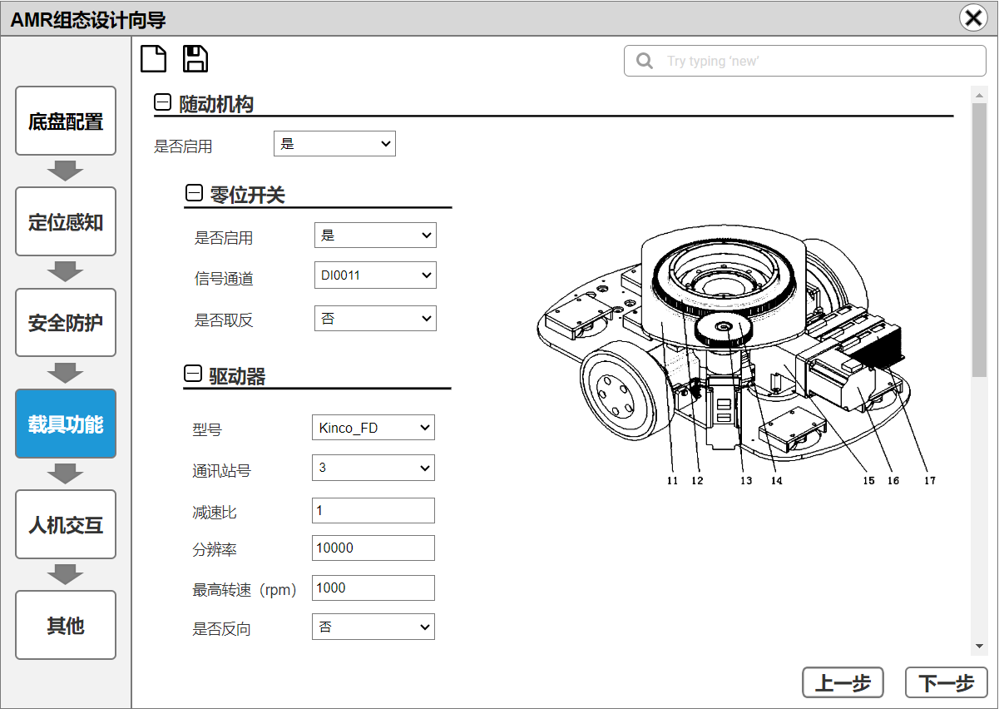 AMR组态设计向导
Try typing 'new'
底盘配置
定位感知
安全防护
载具功能
人机交互
其他
随动机构
是否启用 是
零位开关
是否启用 是
信号通道 DI0011
是否取反 否
驱动器
型号 Kinco_FD
通讯站号 3
减速比 1
分辨率 10000
最高转速（rpm） 1000
是否反向 否
11 12 13 14 15 16 17
上一步 下一步